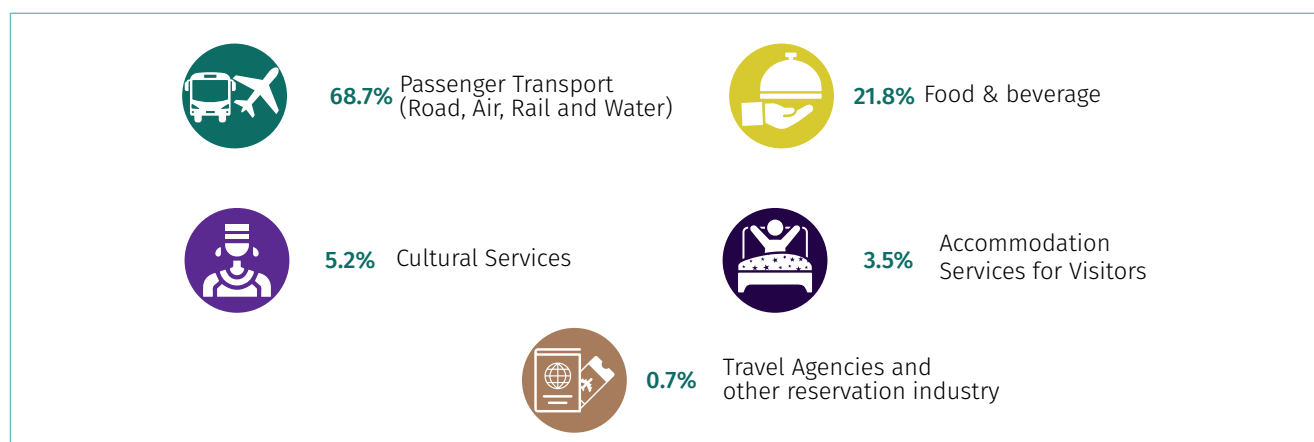 68.7% Passenger Transport
(Road, Air, Rail and Water)
21.8% Food & beverage
5.2% Cultural Services
3.5% Accommodation
Services for Visitors
0.7% Travel Agencies and
other reservation industry